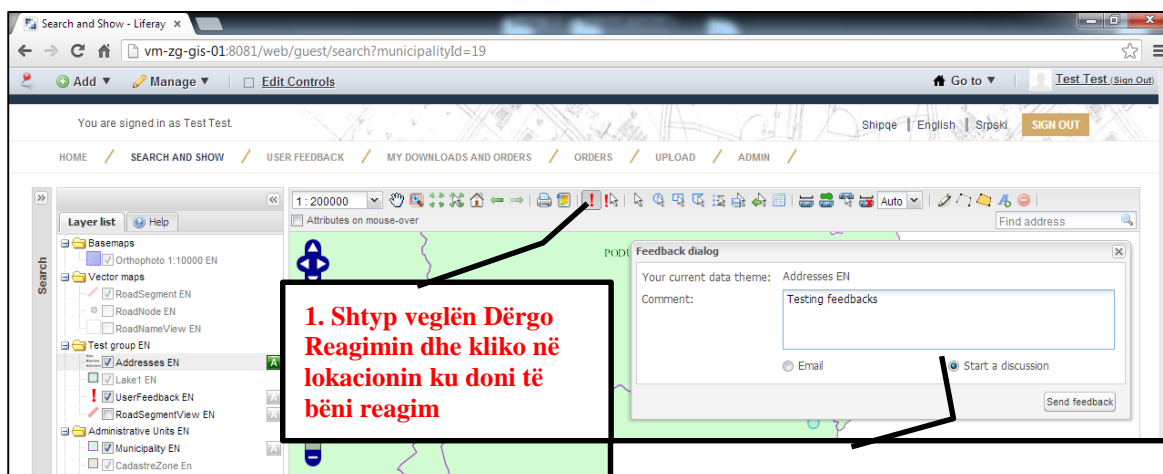 Search and Show - Liferay
vm-zg-gis-01:8081/web/guest/search?municipalityId=19
Add Manage Edit Controls Go to Test Test (Sign Out)
You are signed in as Test Test. Shipqe English Srpski SIGN OUT
HOME / SEARCH AND SHOW / USER FEEDBACK / MY DOWNLOADS AND ORDERS / ORDERS / UPLOAD / ADMIN /
1 : 200000 Auto
Layer list Help
Attributes on mouse-over
Find address
Search
Basemaps
Orthophoto 1:10000 EN
Vector maps
RoadSegment EN
RoadNode EN
RoadNameView EN
Test group EN
Addresses EN A
Lake1 EN
UserFeedback EN A
RoadSegmentView EN A
Administrative Units EN
Municipality EN A
CadastreZone En
PODU
Feedback dialog
Your current data theme: Addresses EN
Comment: Testing feedbacks
Email Start a discussion
Send feedback
1. Shtyp veglën Dërgo
Reagimin dhe kliko në
lokacionin ku doni të
bëni reagim